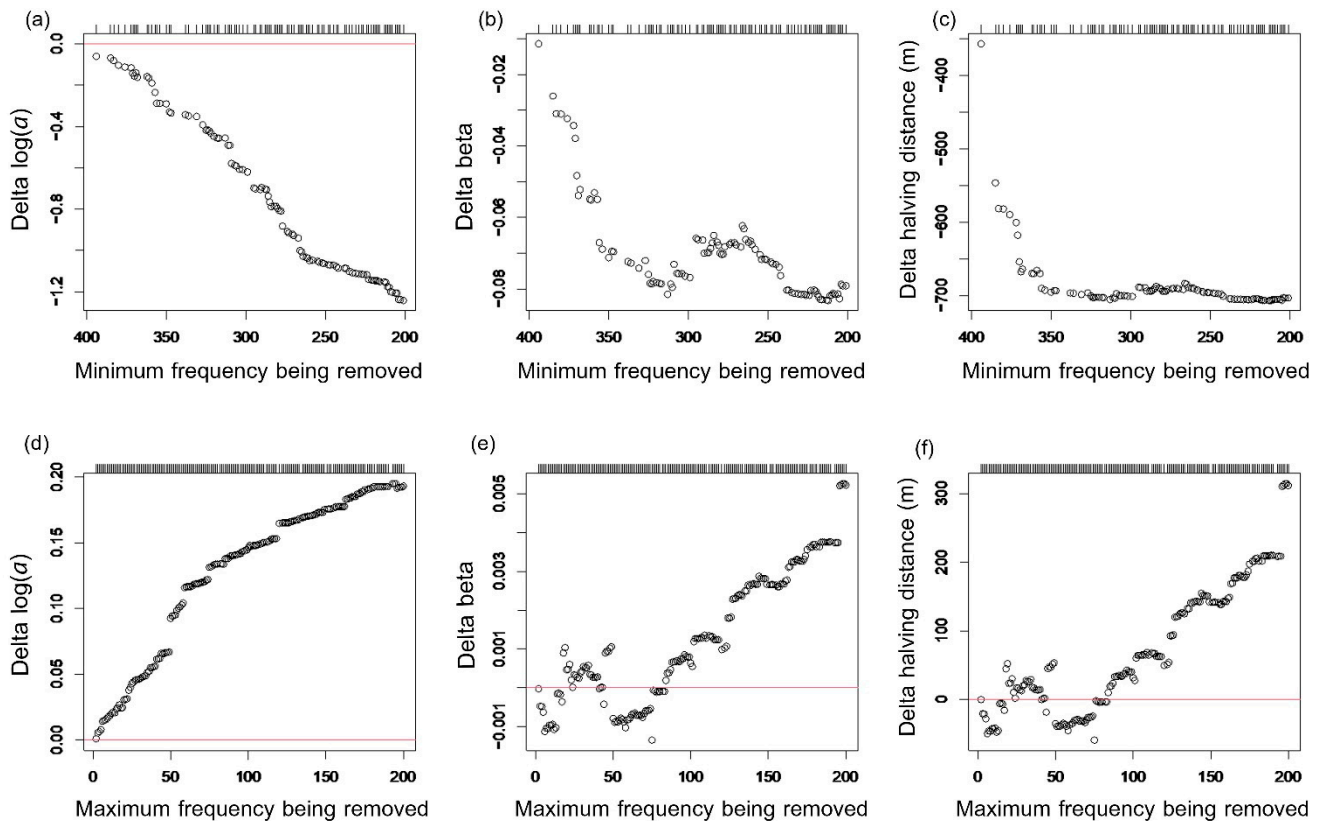 (a)
(b)
(c)
Delta log(a)
0.0
-0.4
-0.8
-1.2
400 350 300 250 200
Minimum frequency being removed
Delta beta
-0.02
-0.04
-0.06
-0.08
400 350 300 250 200
Minimum frequency being removed
Delta halving distance (m)
-400
-500
-600
-700
400 350 300 250 200
Minimum frequency being removed
(d)
(e)
(f)
Delta log(a)
0.20
0.15
0.10
0.05
0.00
0 50 100 150 200
Maximum frequency being removed
Delta beta
0.005
0.003
0.001
-0.001
0 50 100 150 200
Maximum frequency being removed
Delta halving distance (m)
300
200
100
0
0 50 100 150 200
Maximum frequency being removed